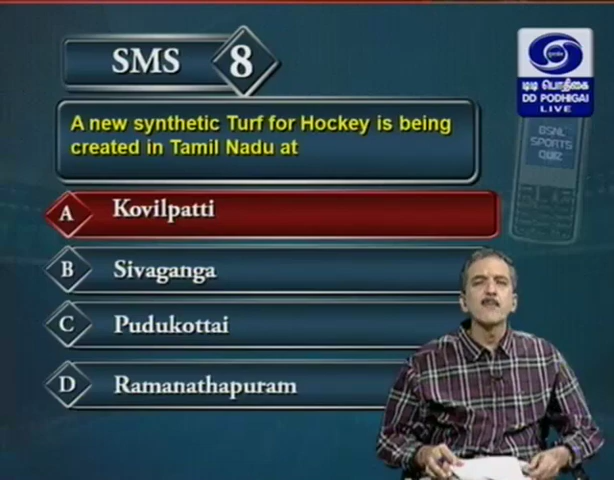 SMS 8
டிடி பொதிகை
DD PODHIGAI
LIVE
A new synthetic Turf for Hockey is being
created in Tamil Nadu at
BSNL
SPORTS
QUIZ
A Kovilpatti
B Sivaganga
C Pudukottai
D Ramanathapuram